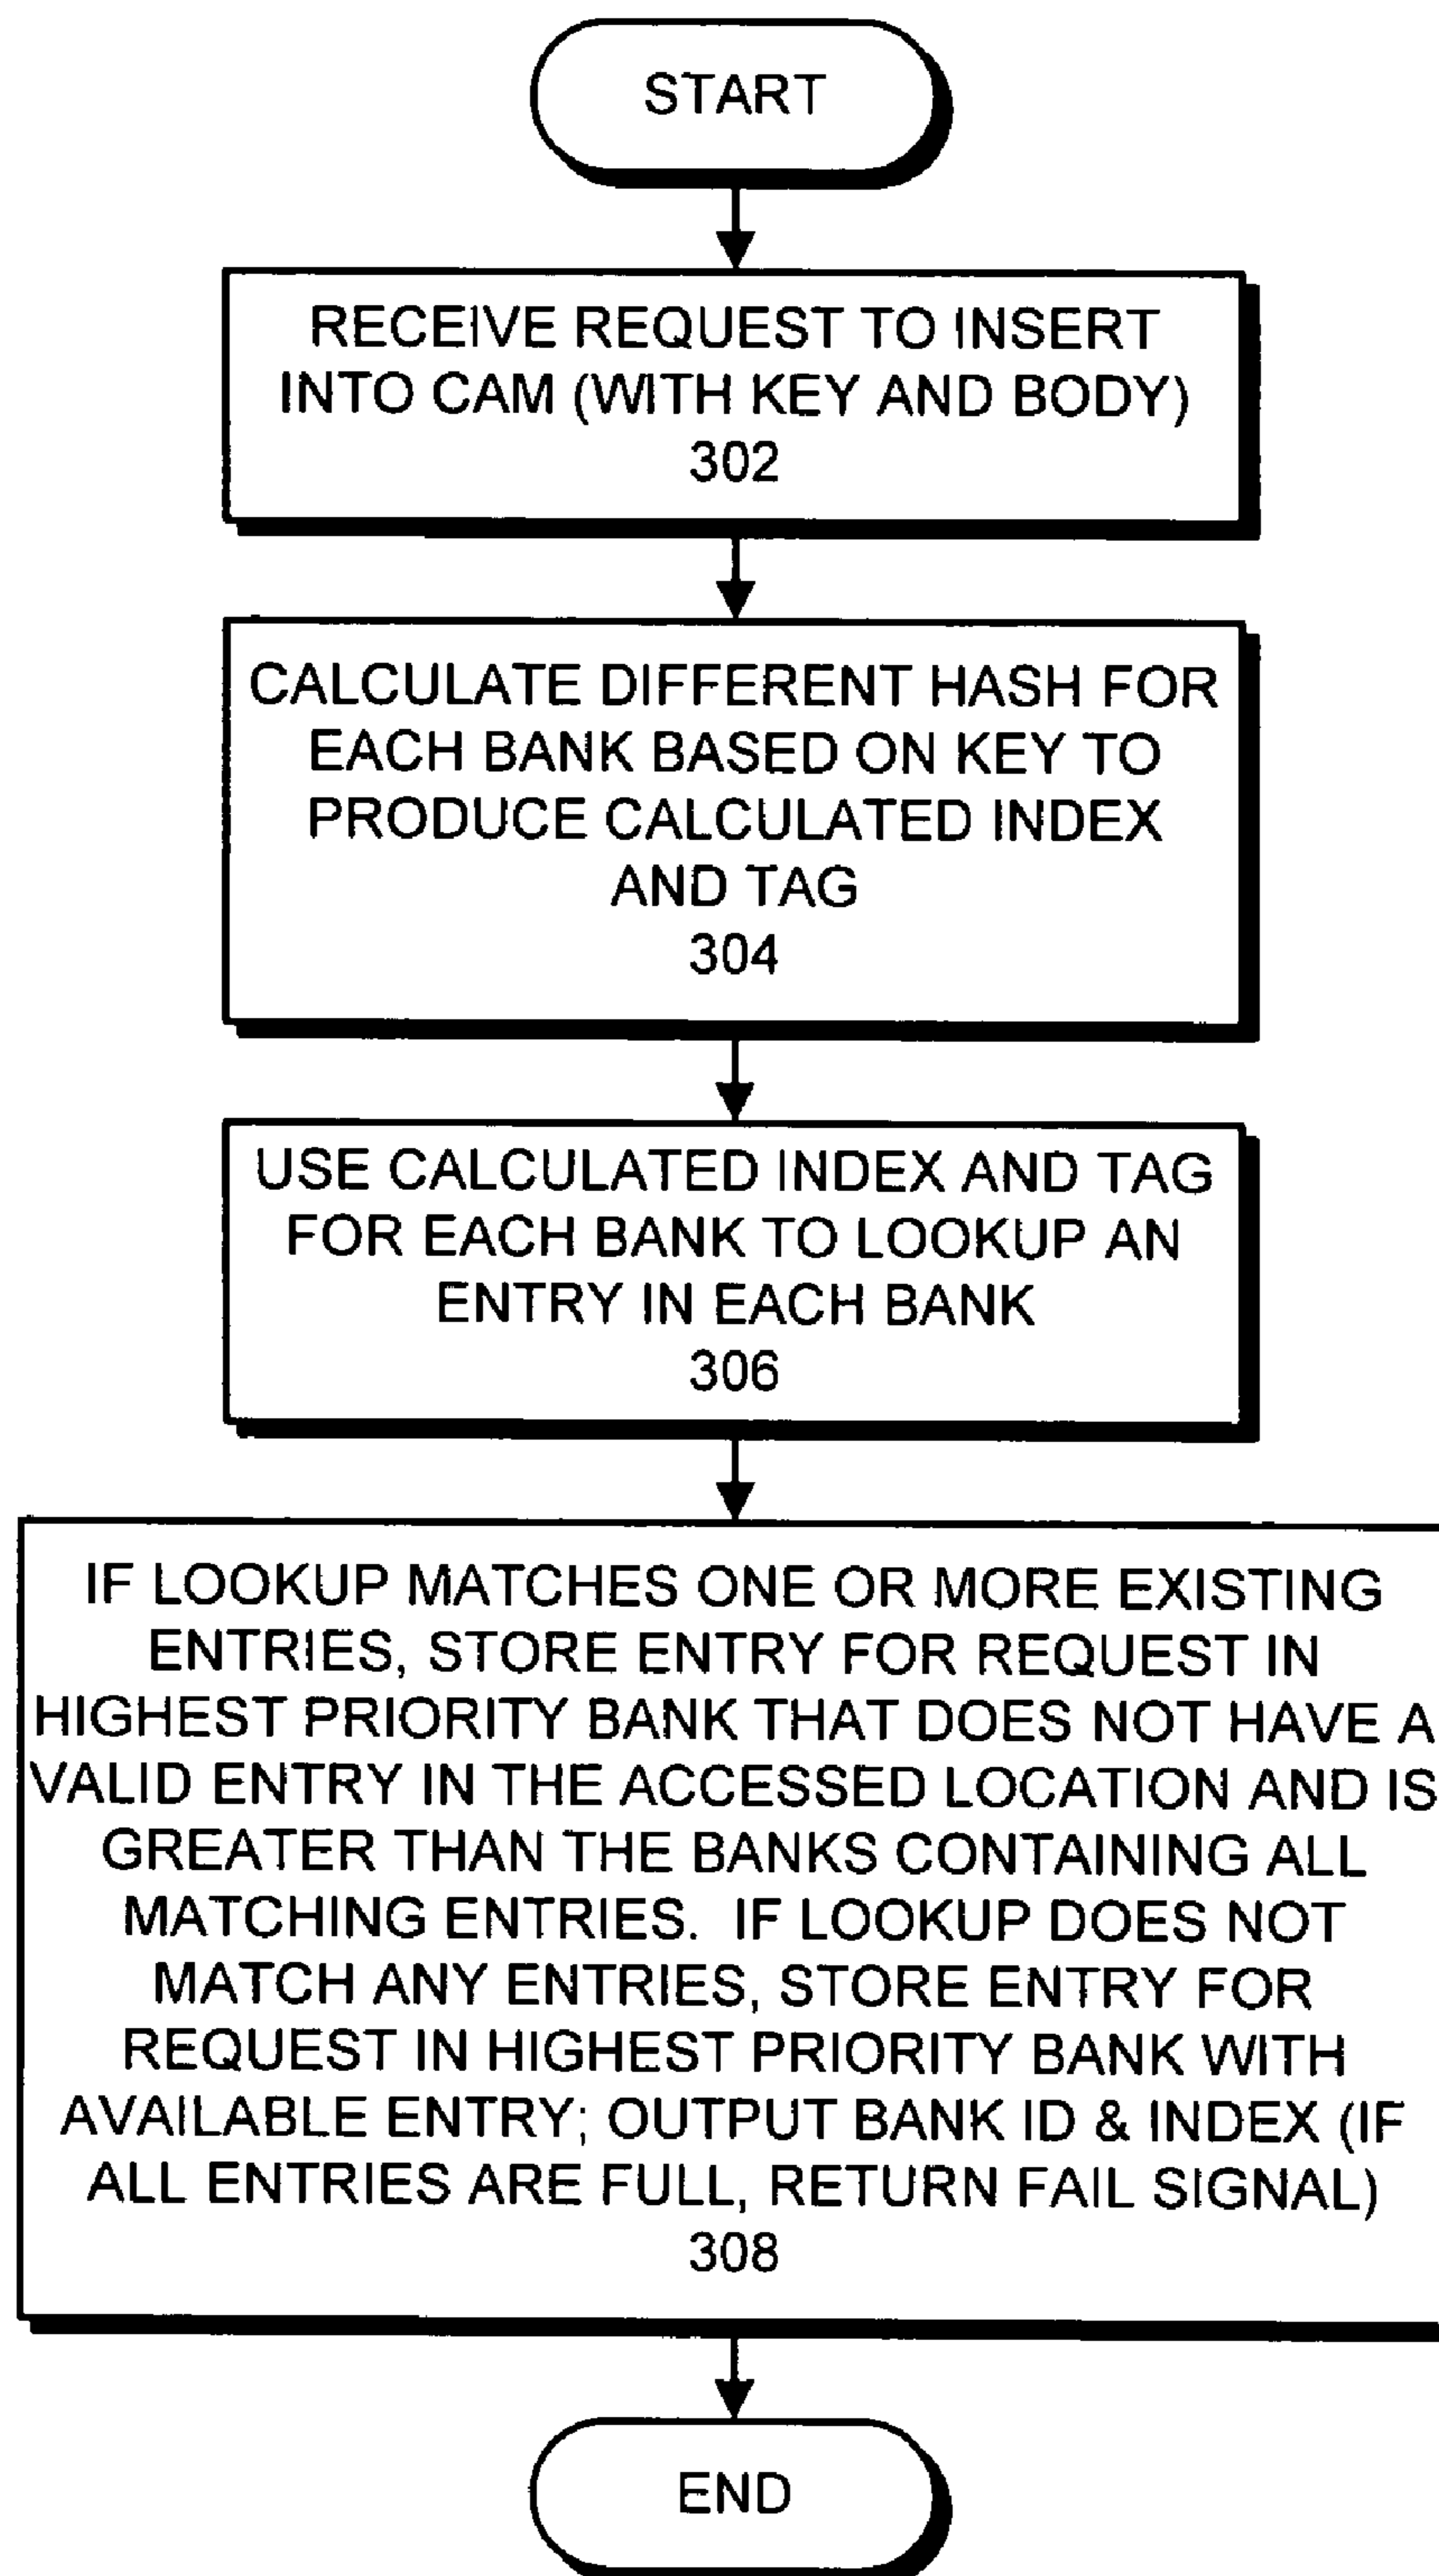 START
RECEIVE REQUEST TO INSERT
INTO CAM (WITH KEY AND BODY)
302
CALCULATE DIFFERENT HASH FOR
EACH BANK BASED ON KEY TO
PRODUCE CALCULATED INDEX
AND TAG
304
USE CALCULATED INDEX AND TAG
FOR EACH BANK TO LOOKUP AN
ENTRY IN EACH BANK
306
IF LOOKUP MATCHES ONE OR MORE EXISTING
ENTRIES, STORE ENTRY FOR REQUEST IN
HIGHEST PRIORITY BANK THAT DOES NOT HAVE A
VALID ENTRY IN THE ACCESSED LOCATION AND IS
GREATER THAN THE BANKS CONTAINING ALL
MATCHING ENTRIES. IF LOOKUP DOES NOT
MATCH ANY ENTRIES, STORE ENTRY FOR
REQUEST IN HIGHEST PRIORITY BANK WITH
AVAILABLE ENTRY; OUTPUT BANK ID & INDEX (IF
ALL ENTRIES ARE FULL, RETURN FAIL SIGNAL)
308
END